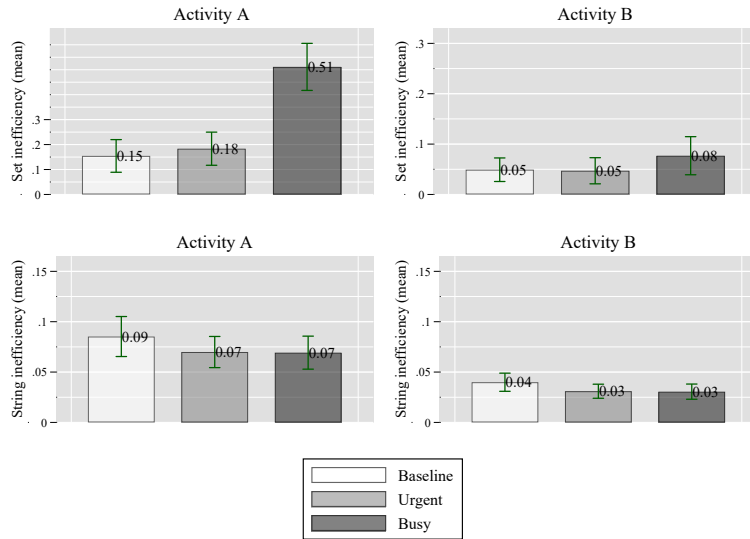 Activity A
Set inefficiency (mean)
.3
.2
.1
0
0.15
0.18
0.51
Activity B
Set inefficiency (mean)
.3
.2
.1
0
0.05
0.05
0.08
Activity A
String inefficiency (mean)
.15
.1
.05
0
0.09
0.07
0.07
Activity B
String inefficiency (mean)
.15
.1
.05
0
0.04
0.03
0.03
Baseline
Urgent
Busy